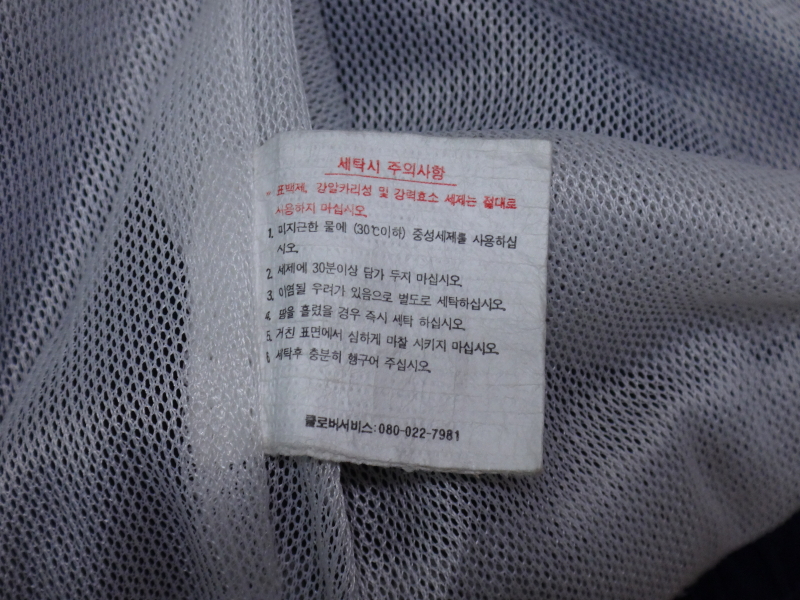 세탁시 주의사항
- 표백제, 강알카리성 및 강력효소 세제는 절대로
사용하지 마십시오.
1. 미지근한 물에 (30℃이하) 중성세제를 사용하십
시오.
2. 세제에 30분이상 담가 두지 마십시오.
3. 이염될 우려가 있음으로 별도로 세탁하십시오.
4. 땀을 흘렸을 경우 즉시 세탁 하십시오.
5. 거친 표면에서 심하게 마찰 시키지 마십시오.
6. 세탁후 충분히 헹구어 주십시오.
클로버서비스: 080-022-7981